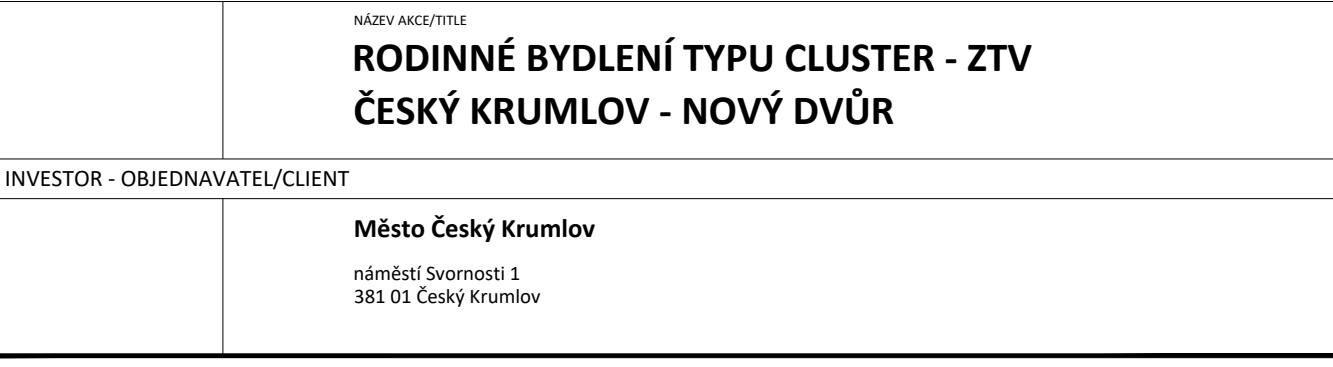 NÁZEV AKCE/TITLE
RODINNÉ BYDLENÍ TYPU CLUSTER - ZTV
ČESKÝ KRUMLOV - NOVÝ DVŮR
INVESTOR - OBJEDNAVATEL/CLIENT
Město Český Krumlov
náměstí Svornosti 1
381 01 Český Krumlov